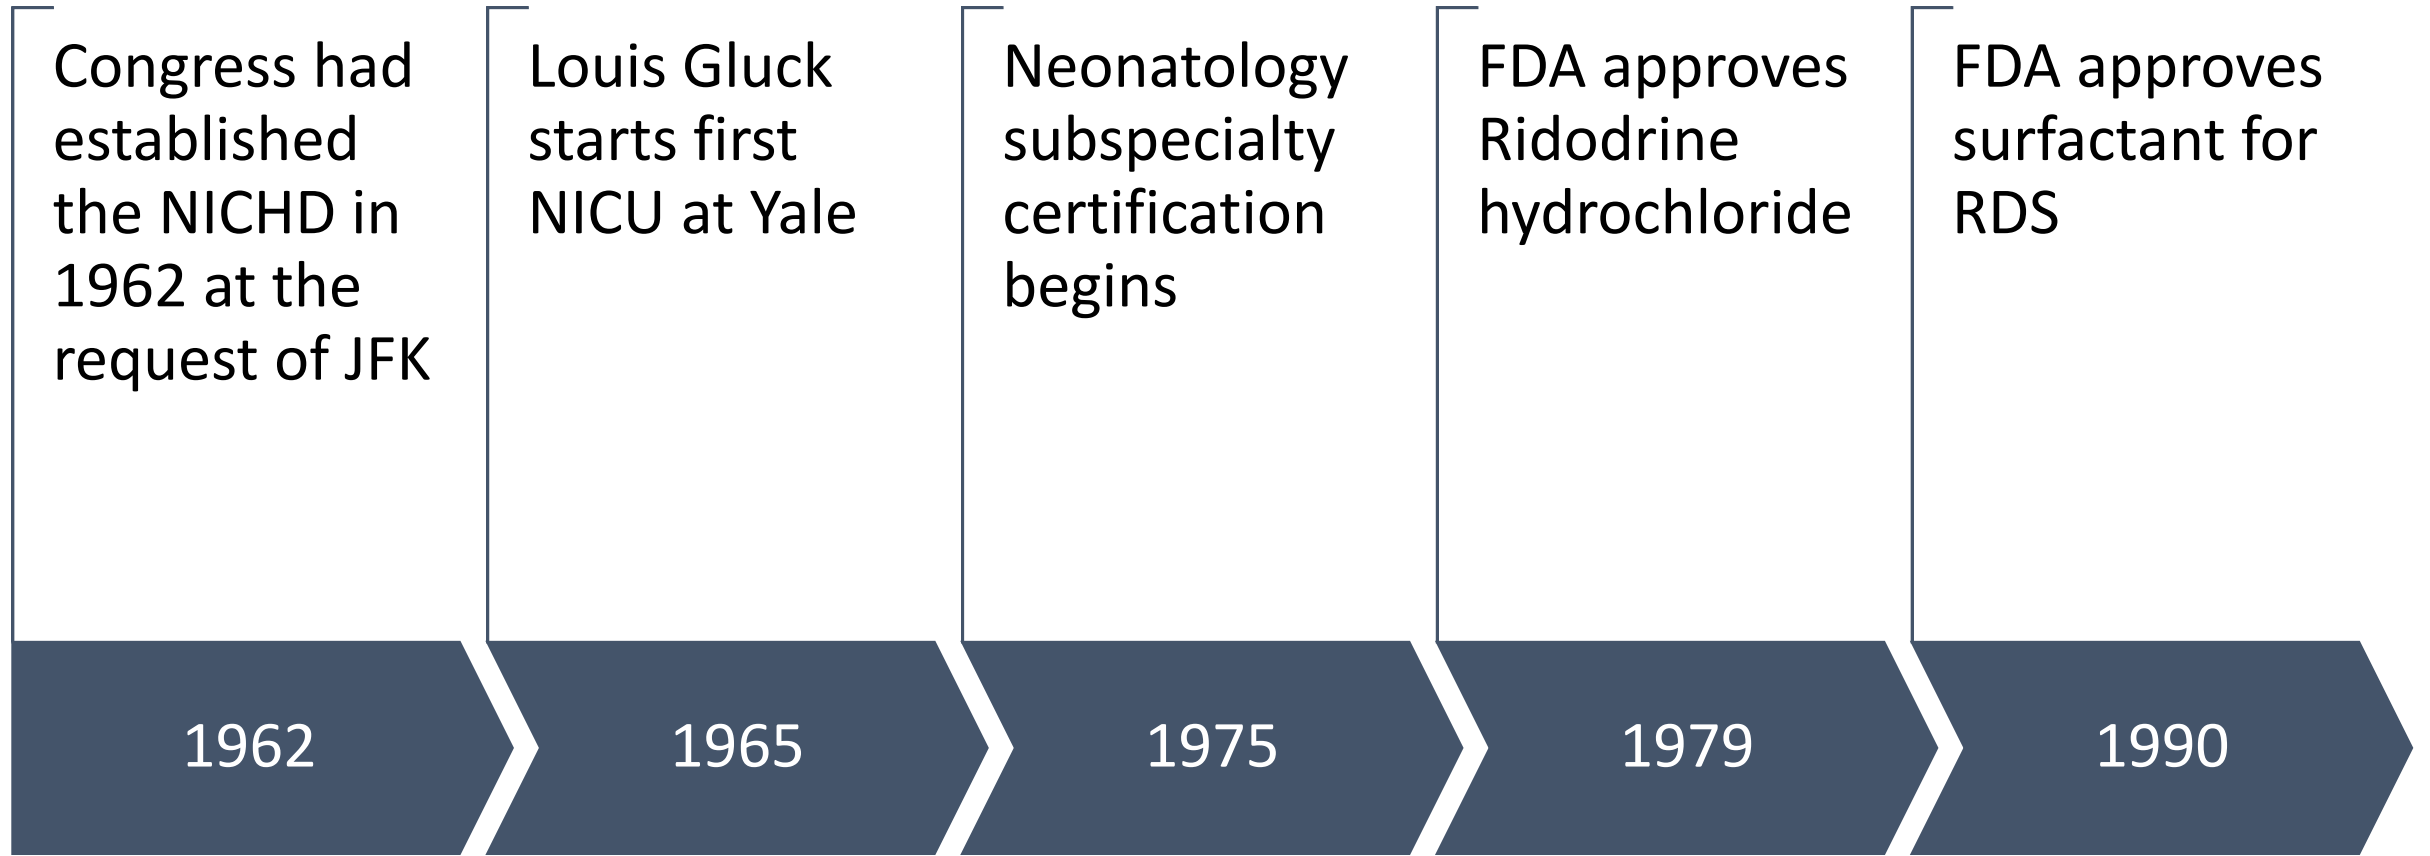 Congress had
established
the NICHD in
1962 at the
request of JFK
Louis Gluck
starts first
NICU at Yale
Neonatology
subspecialty
certification
begins
FDA approves
Ridodrine
hydrochloride
FDA approves
surfactant for
RDS
1962
1965
1975
1979
1990